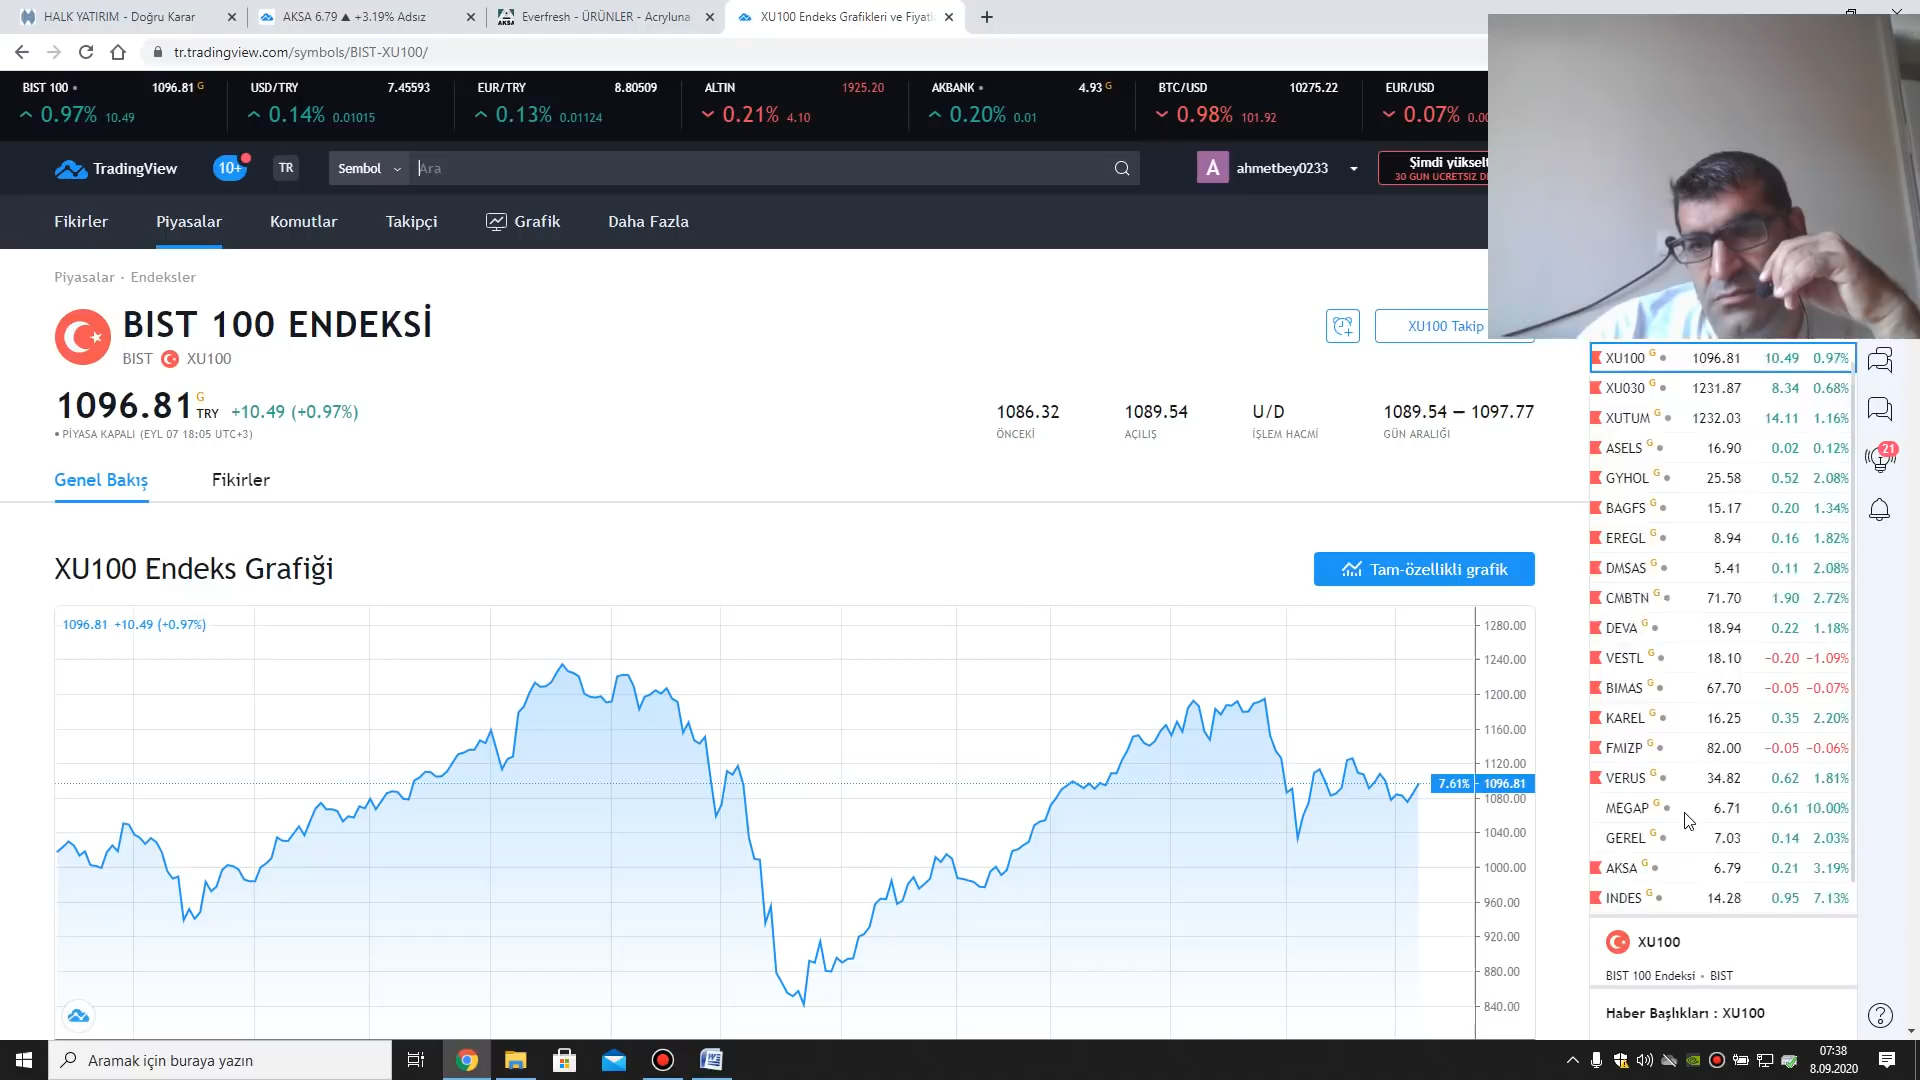 HALK YATIRIM - Doğru Karar
AKSA 6.79 ▲ +3.19% Adsız
Everfresh - ÜRÜNLER - Acryluna
XU100 Endeks Grafikleri ve Fiyatl
tr.tradingview.com/symbols/BIST-XU100/
BIST 100 1096.81 G
0.97% 10.49
USD/TRY 7.45593
0.14% 0.01015
EUR/TRY 8.80509
0.13% 0.01124
ALTIN 1925.20
0.21% 4.10
AKBANK 4.93 G
0.20% 0.01
BTC/USD 10275.22
0.98% 101.92
EUR/USD
0.07% 0.00
TradingView 10+ TR Sembol Ara A ahmetbey0233
Şimdi yükselt
30 GÜN ÜCRETSİZ
Fikirler Piyasalar Komutlar Takipçi Grafik Daha Fazla
Piyasalar · Endeksler
BIST 100 ENDEKSİ
BIST XU100
XU100 Takip
1096.81 G TRY +10.49 (+0.97%)
• PİYASA KAPALI (EYL 07 18:05 UTC+3)
1086.32
ÖNCEKİ
1089.54
AÇILIŞ
U/D
İŞLEM HACMİ
1089.54 — 1097.77
GÜN ARALIĞI
Genel Bakış Fikirler
XU100 Endeks Grafiği
Tam-özellikli grafik
1096.81 +10.49 (+0.97%)
1280.00
1240.00
1200.00
1160.00
1120.00
7.61% 1096.81
1080.00
1040.00
1000.00
960.00
920.00
880.00
840.00
XU100 G 1096.81 10.49 0.97%
XU030 G 1231.87 8.34 0.68%
XUTUM G 1232.03 14.11 1.16%
ASELS G 16.90 0.02 0.12%
GYHOL G 25.58 0.52 2.08%
BAGFS G 15.17 0.20 1.34%
EREGL G 8.94 0.16 1.82%
DMSAS G 5.41 0.11 2.08%
CMBTN G 71.70 1.90 2.72%
DEVA G 18.94 0.22 1.18%
VESTL G 18.10 −0.20 −1.09%
BIMAS G 67.70 −0.05 −0.07%
KAREL G 16.25 0.35 2.20%
FMIZP G 82.00 −0.05 −0.06%
VERUS G 34.82 0.62 1.81%
MEGAP G 6.71 0.61 10.00%
GEREL G 7.03 0.14 2.03%
AKSA G 6.79 0.21 3.19%
INDES G 14.28 0.95 7.13%
21
XU100
BIST 100 Endeksi • BIST
Haber Başlıkları : XU100
Aramak için buraya yazın
07:38
8.09.2020